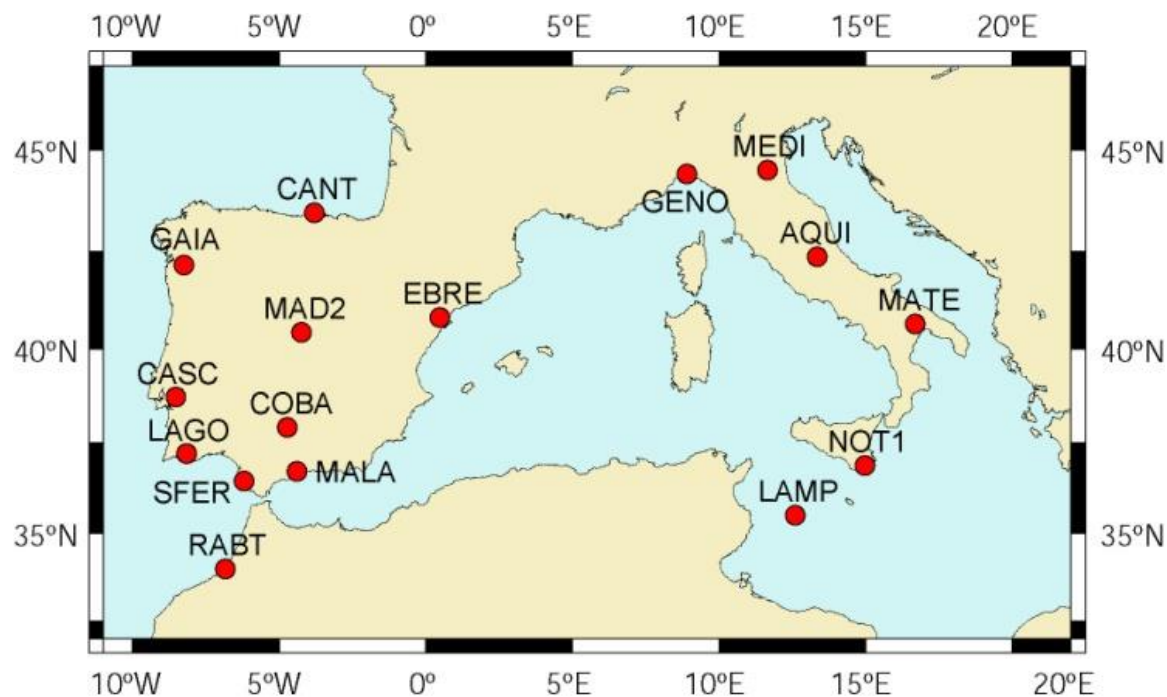 10ºW 5ºW 0º 5ºE 10ºE 15ºE 20ºE
45ºN MEDI 45ºN
CANT GENO
GAIA AQUI
MAD2 EBRE MATE
40ºN 40ºN
CASC
COBA
LAGO NOT1
SFER MALA LAMP
35ºN RABT 35ºN
10ºW 5ºW 0º 5ºE 10ºE 15ºE 20ºE